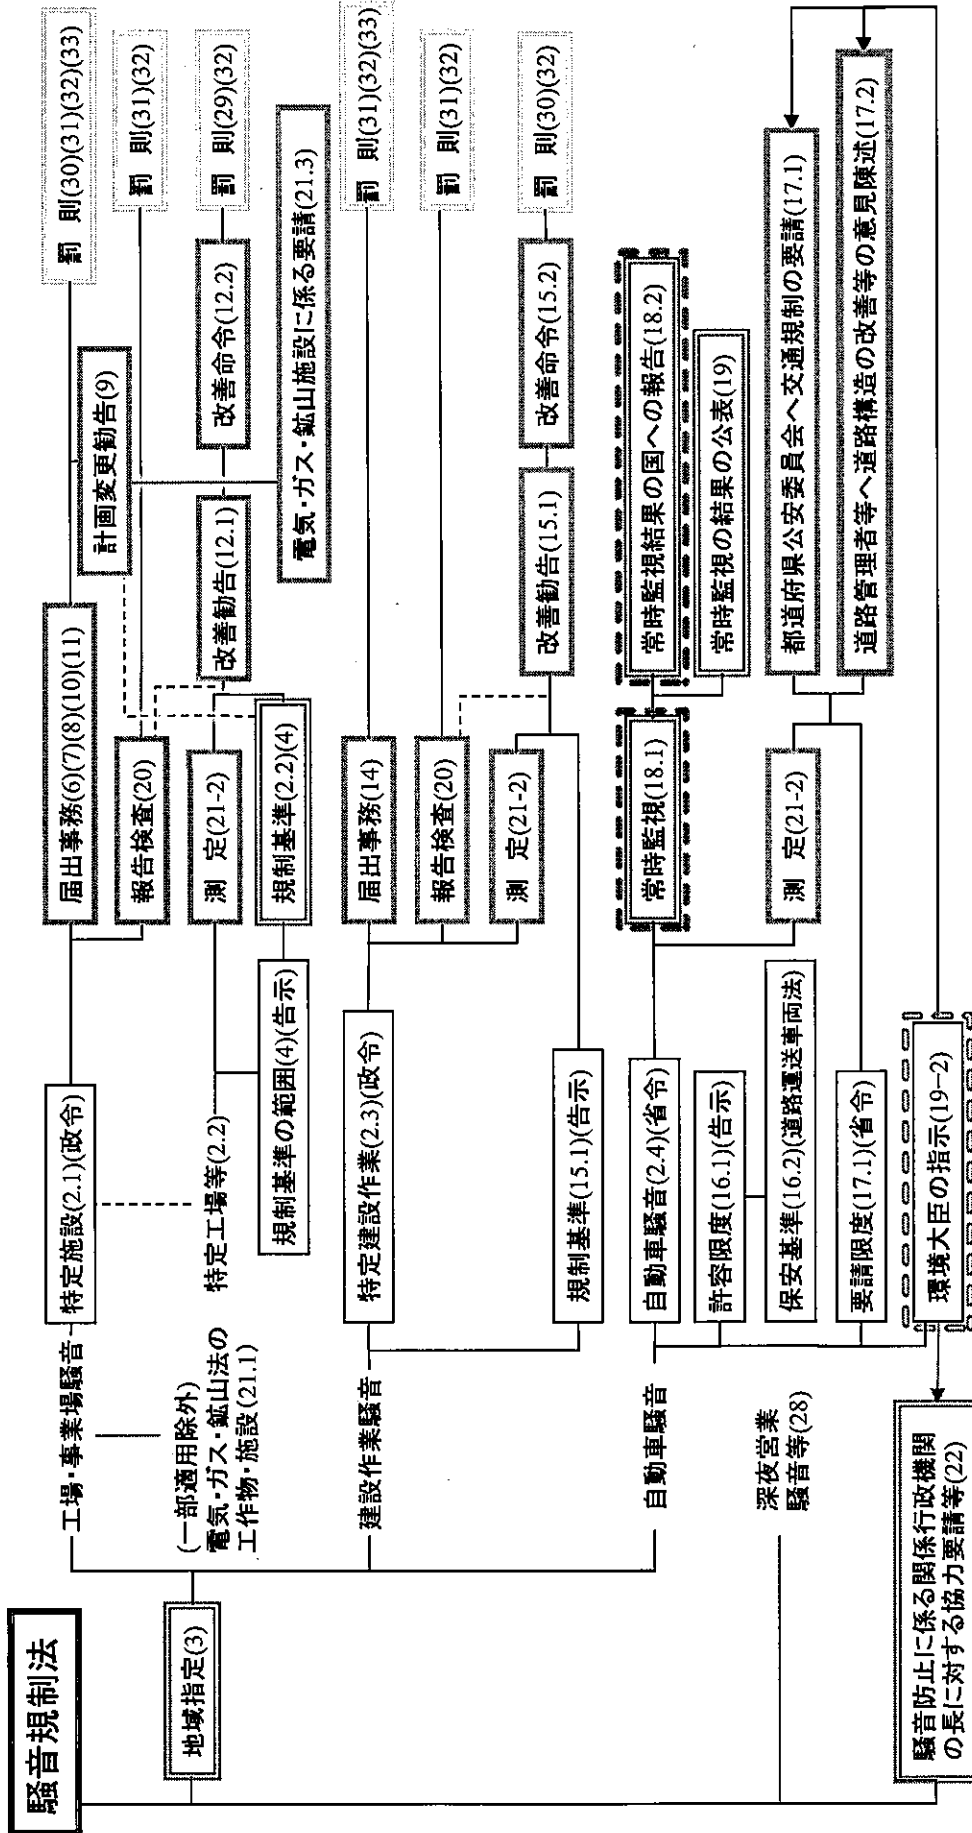 騒音規制法
地域指定(3)
工場・事業場騒音
特定施設(2.1)(政令)
届出事務(6)(7)(8)(10)(11)
罰　則(30)(31)(32)(33)
計画変更勧告(9)
報告検査(20)
罰　則(31)(32)
(一部適用除外)
電気・ガス・鉱山法の
工作物・施設(21.1)
特定工場等(2.2)
測　定(21-2)
改善勧告(12.1)
改善命令(12.2)
罰　則(29)(32)
規制基準の範囲(4)(告示)
規制基準(2.2)(4)
電気・ガス・鉱山施設に係る要請(21.3)
建設作業騒音
特定建設作業(2.3)(政令)
届出事務(14)
罰　則(31)(32)(33)
報告検査(20)
罰　則(31)(32)
測　定(21-2)
改善勧告(15.1)
改善命令(15.2)
罰　則(30)(32)
規制基準(15.1)(告示)
自動車騒音
自動車騒音(2.4)(省令)
常時監視(18.1)
常時監視結果の国への報告(18.2)
常時監視の結果の公表(19)
許容限度(16.1)(告示)
保安基準(16.2)(道路運送車両法)
測　定(21-2)
都道府県公安委員会へ交通規制の要請(17.1)
要請限度(17.1)(省令)
道路管理者等へ道路構造の改善等の意見陳述(17.2)
深夜営業
騒音等(28)
環境大臣の指示(19-2)
騒音防止に係る関係行政機関
の長に対する協力要請等(22)